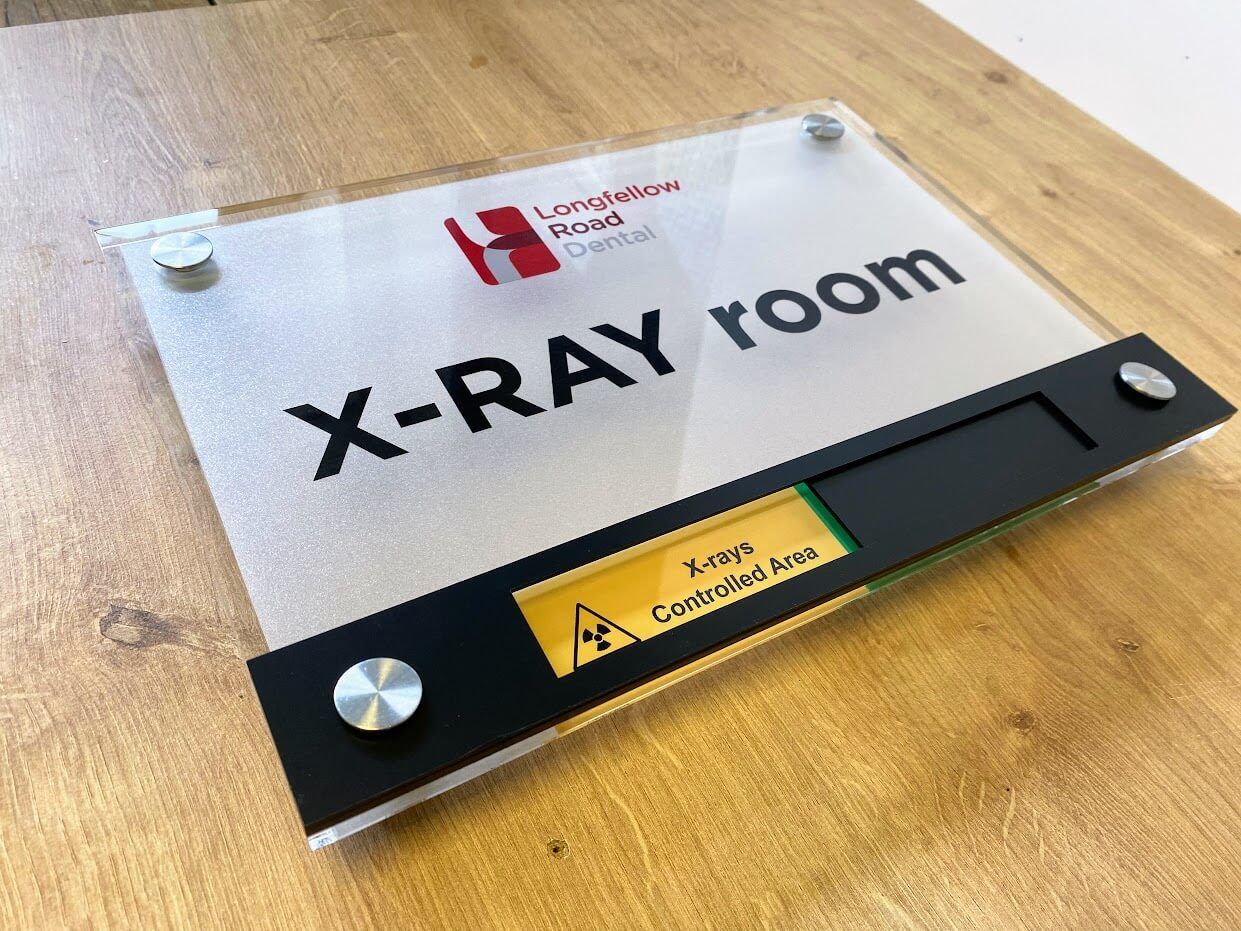 Longfellow
Road
Dental
X-RAY room
X-rays
Controlled Area